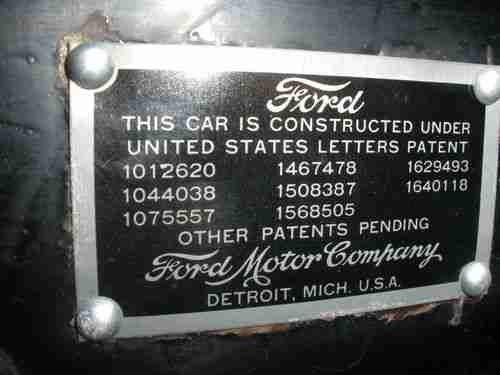 Ford
THIS CAR IS CONSTRUCTED UNDER
UNITED STATES LETTERS PATENT
1012620 1467478 1629493
1044038 1508387 1640118
1075557 1568505
OTHER PATENTS PENDING
Ford Motor Company
DETROIT, MICH. U.S.A.